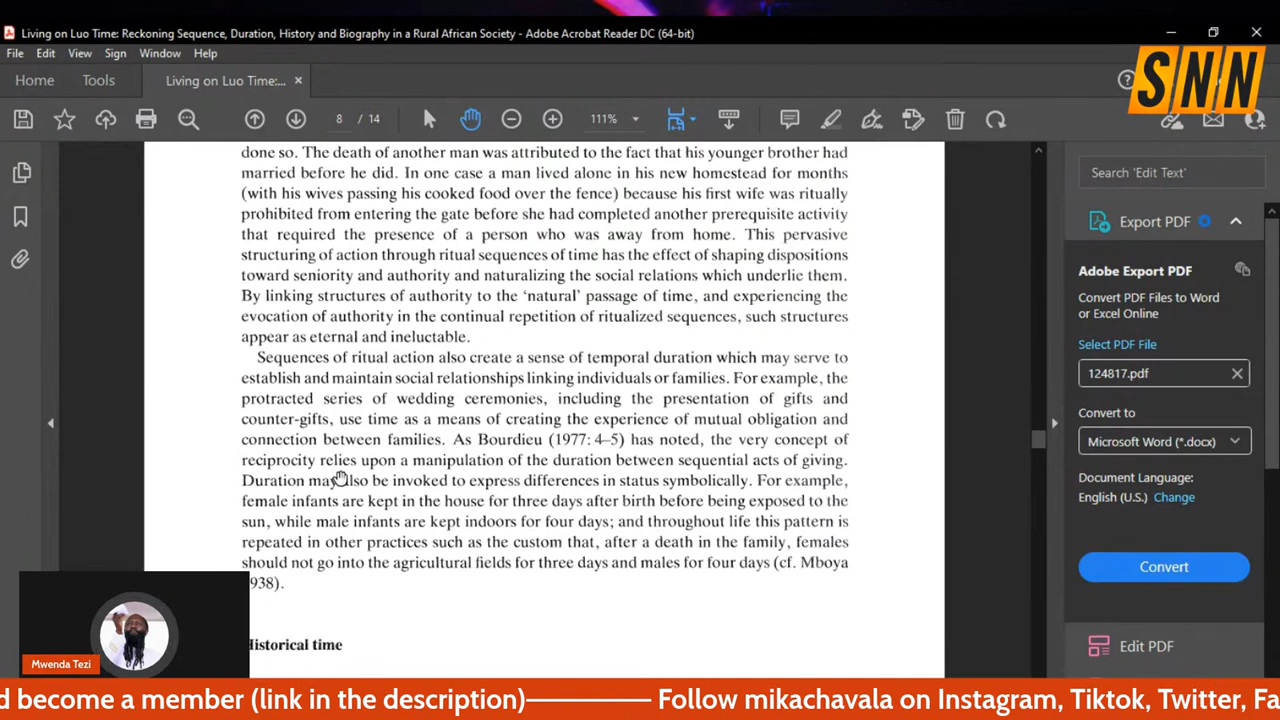 Living on Luo Time: Reckoning Sequence, Duration, History and Biography in a Rural African Society - Adobe Acrobat Reader DC (64-bit)
File Edit View Sign Window Help
Home Tools Living on Luo Time:...
SNN
8 / 14 111%
done so. The death of another man was attributed to the fact that his younger brother had
married before he did. In one case a man lived alone in his new homestead for months
(with his wives passing his cooked food over the fence) because his first wife was ritually
prohibited from entering the gate before she had completed another prerequisite activity
that required the presence of a person who was away from home. This pervasive
structuring of action through ritual sequences of time has the effect of shaping dispositions
toward seniority and authority and naturalizing the social relations which underlie them.
By linking structures of authority to the ‘natural’ passage of time, and experiencing the
evocation of authority in the continual repetition of ritualized sequences, such structures
appear as eternal and ineluctable.
Sequences of ritual action also create a sense of temporal duration which may serve to
establish and maintain social relationships linking individuals or families. For example, the
protracted series of wedding ceremonies, including the presentation of gifts and
counter-gifts, use time as a means of creating the experience of mutual obligation and
connection between families. As Bourdieu (1977: 4–5) has noted, the very concept of
reciprocity relies upon a manipulation of the duration between sequential acts of giving.
Duration may also be invoked to express differences in status symbolically. For example,
female infants are kept in the house for three days after birth before being exposed to the
sun, while male infants are kept indoors for four days; and throughout life this pattern is
repeated in other practices such as the custom that, after a death in the family, females
should not go into the agricultural fields for three days and males for four days (cf. Mboya
938).
Historical time
Search 'Edit Text'
Export PDF
Adobe Export PDF
Convert PDF Files to Word
or Excel Online
Select PDF File
124817.pdf
Convert to
Microsoft Word (*.docx)
Document Language:
English (U.S.) Change
Convert
Edit PDF
Mwenda Tezi
d become a member (link in the description)———— Follow mikachavala on Instagram, Tiktok, Twitter, Fa